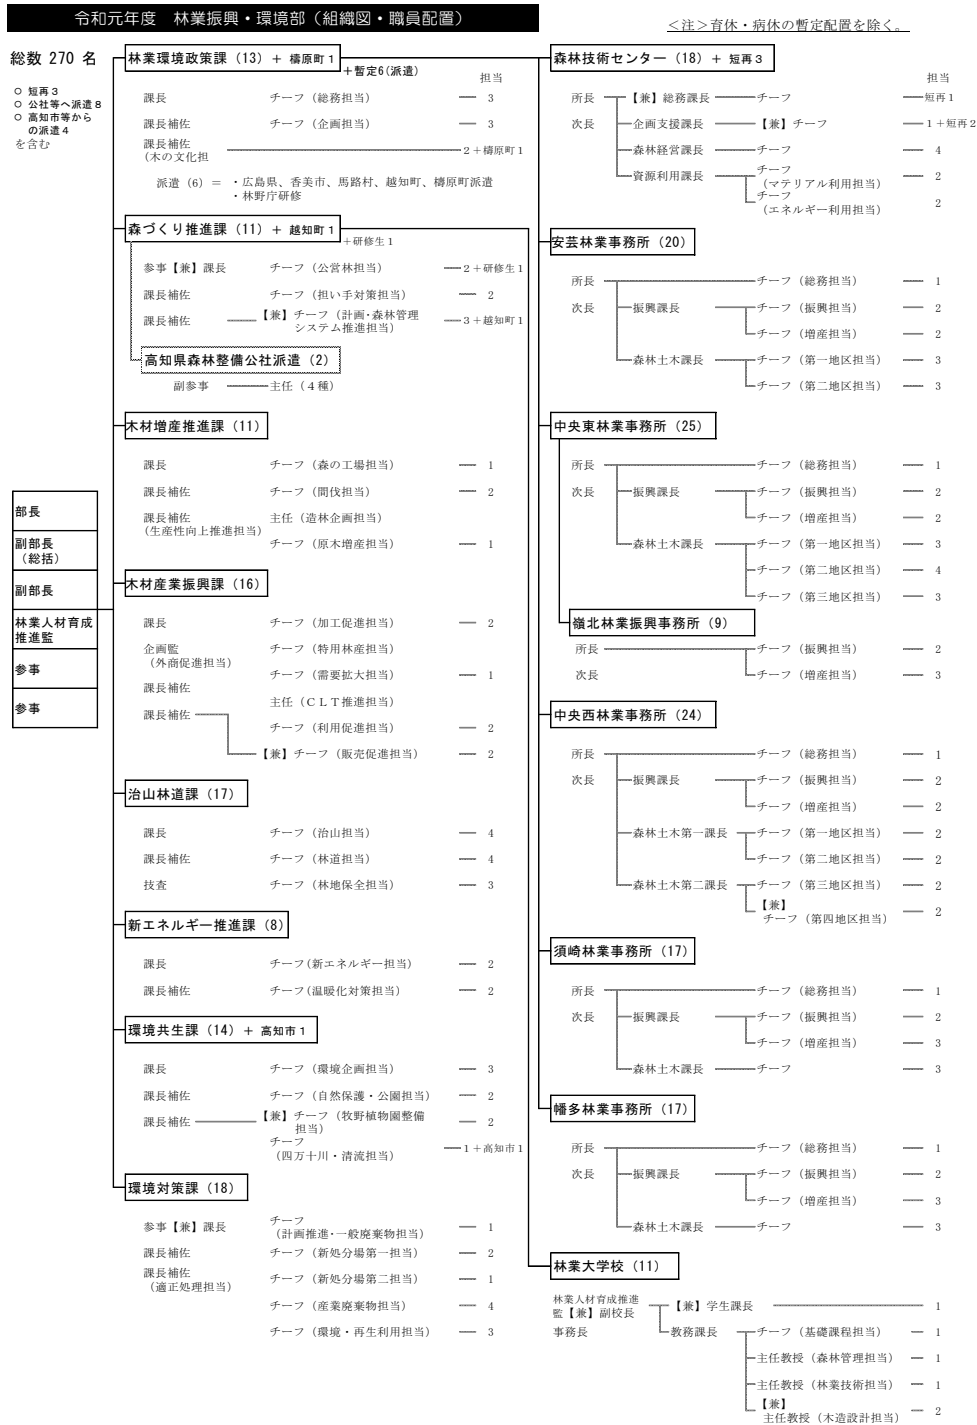 令和元年度　林業振興・環境部（組織図・職員配置）
＜注＞育休・病休の暫定配置を除く。
総数 270 名
○ 短再３
○ 公社等へ派遣８
○ 高知市等から
の派遣４
を含む
部長
副部長
（総括）
副部長
林業人材育成
推進監
参事
参事
林業環境政策課（13）＋ 檮原町１
＋暫定6(派遣)
担当
課長　チーフ（総務担当）　3
課長補佐　チーフ（企画担当）　3
課長補佐
（木の文化担　２＋檮原町１
派遣（6）＝　・広島県、香美市、馬路村、越知町、檮原町派遣
・林野庁研修
森づくり推進課（11）＋ 越知町１
＋研修生１
参事【兼】課長　チーフ（公営林担当）　２＋研修生１
課長補佐　チーフ（担い手対策担当）　2
課長補佐　【兼】チーフ（計画・森林管理
システム推進担当）　３＋越知町１
高知県森林整備公社派遣（2）
副参事　主任（４種）
木材増産推進課（11）
課長　チーフ（森の工場担当）　1
課長補佐　チーフ（間伐担当）　2
課長補佐　主任（造林企画担当）
（生産性向上推進担当）
チーフ（原木増産担当）　1
木材産業振興課（16）
課長　チーフ（加工促進担当）　2
企画監　チーフ（特用林産担当）
（外商促進担当）
チーフ（需要拡大担当）　1
課長補佐
主任（ＣＬＴ推進担当）
課長補佐
チーフ（利用促進担当）　2
【兼】チーフ（販売促進担当）　2
治山林道課（17）
課長　チーフ（治山担当）　4
課長補佐　チーフ（林道担当）　4
技査　チーフ（林地保全担当）　3
新エネルギー推進課（8）
課長　チーフ(新エネルギー担当）　2
課長補佐　チーフ(温暖化対策担当）　2
環境共生課（14）＋ 高知市１
課長　チーフ（環境企画担当）　3
課長補佐　チーフ（自然保護・公園担当）　2
課長補佐　【兼】チーフ（牧野植物園整備
担当）　2
チーフ
（四万十川・清流担当）　１＋高知市１
環境対策課（18）
参事【兼】課長　チーフ
（計画推進・一般廃棄物担当）　1
課長補佐　チーフ（新処分場第一担当）　2
課長補佐
（適正処理担当）　チーフ（新処分場第二担当）　1
チーフ（産業廃棄物担当）　4
チーフ（環境・再生利用担当）　3
森林技術センター（18）＋ 短再３
担当
所長　【兼】総務課長　チーフ　短再１
次長　企画支援課長　【兼】チーフ　１＋短再２
森林経営課長　チーフ　4
資源利用課長　チーフ
（マテリアル利用担当）　2
チーフ
（エネルギー利用担当）　2
安芸林業事務所（20）
所長　チーフ（総務担当）　1
次長　振興課長　チーフ（振興担当）　2
チーフ（増産担当）　2
森林土木課長　チーフ（第一地区担当）　3
チーフ（第二地区担当）　3
中央東林業事務所（25）
所長　チーフ（総務担当）　1
次長　振興課長　チーフ（振興担当）　2
チーフ（増産担当）　2
森林土木課長　チーフ（第一地区担当）　3
チーフ（第二地区担当）　4
チーフ（第三地区担当）　3
嶺北林業振興事務所（9）
所長　チーフ（振興担当）　2
次長　チーフ（増産担当）　3
中央西林業事務所（24）
所長　チーフ（総務担当）　1
次長　振興課長　チーフ（振興担当）　2
チーフ（増産担当）　2
森林土木第一課長　チーフ（第一地区担当）　2
チーフ（第二地区担当）　2
森林土木第二課長　チーフ（第三地区担当）　2
【兼】
チーフ（第四地区担当）　2
須崎林業事務所（17）
所長　チーフ（総務担当）　1
次長　振興課長　チーフ（振興担当）　2
チーフ（増産担当）　3
森林土木課長　チーフ　3
幡多林業事務所（17）
所長　チーフ（総務担当）　1
次長　振興課長　チーフ（振興担当）　2
チーフ（増産担当）　3
森林土木課長　チーフ　3
林業大学校（11）
林業人材育成推進
監【兼】副校長　【兼】学生課長　1
事務長　教務課長　チーフ（基礎課程担当）　1
主任教授（森林管理担当）　1
主任教授（林業技術担当）　1
【兼】
主任教授（木造設計担当）　2